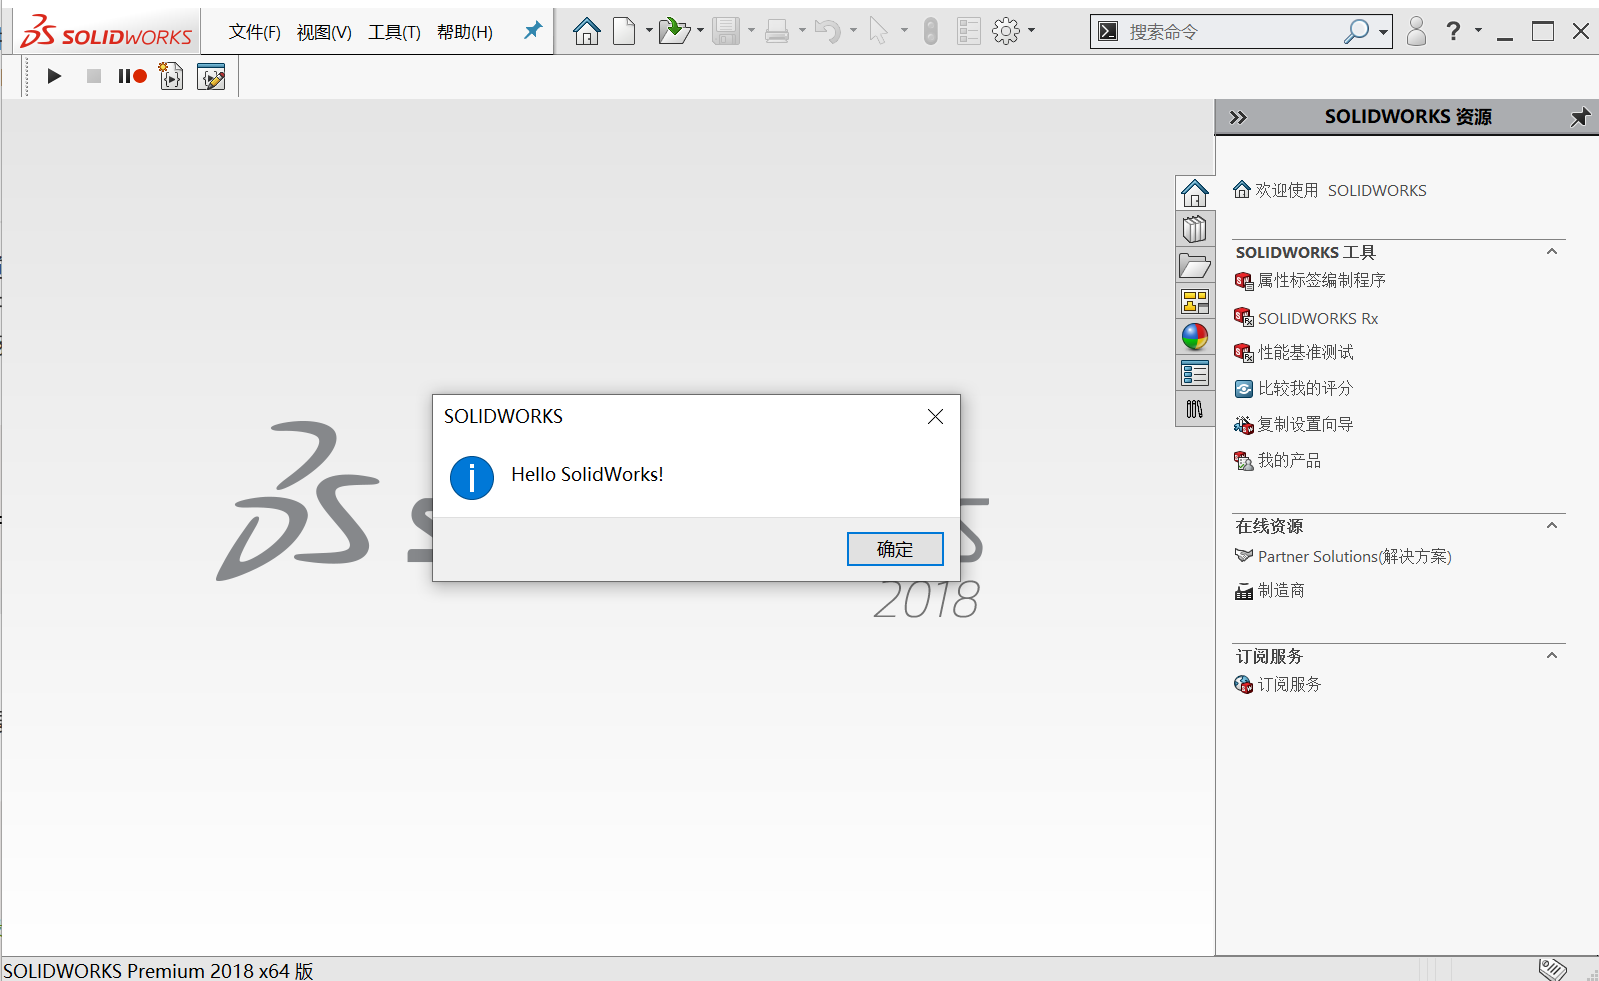 SOLIDWORKS
文件(F) 视图(V) 工具(T) 帮助(H)
搜索命令
?
SOLIDWORKS 资源
欢迎使用 SOLIDWORKS
SOLIDWORKS 工具
属性标签编制程序
SOLIDWORKS Rx
性能基准测试
比较我的评分
复制设置向导
我的产品
在线资源
Partner Solutions(解决方案)
制造商
订阅服务
订阅服务
SOLIDWORKS
Hello SolidWorks!
确定
2018
SOLIDWORKS Premium 2018 x64 版